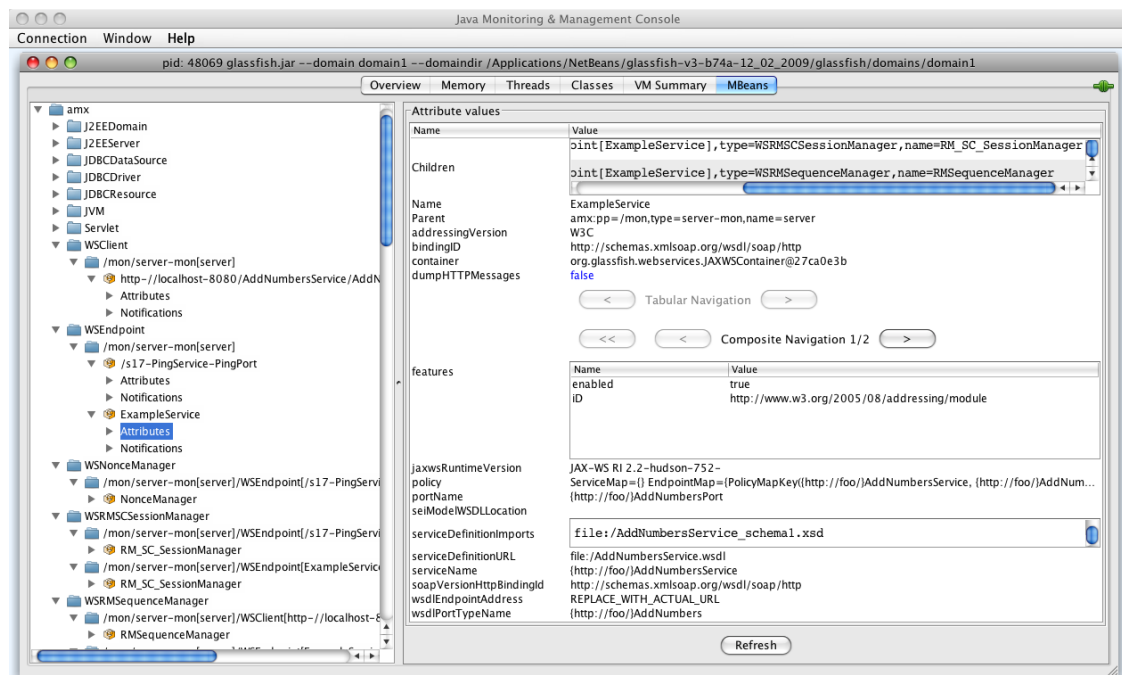 Java Monitoring & Management Console
Connection Window Help
pid: 48069 glassfish.jar --domain domain1 --domaindir /Applications/NetBeans/glassfish-v3-b74a-12_02_2009/glassfish/domains/domain1
Overview Memory Threads Classes VM Summary MBeans
amx
J2EEDomain
J2EEServer
JDBCDataSource
JDBCDriver
JDBCResource
JVM
Servlet
WSClient
/mon/server-mon[server]
http-//localhost-8080/AddNumbersService/AddN
Attributes
Notifications
WSEndpoint
/mon/server-mon[server]
/s17-PingService-PingPort
Attributes
Notifications
ExampleService
Attributes
Notifications
WSNonceManager
/mon/server-mon[server]/WSEndpoint[/s17-PingServi
NonceManager
WSRMSCSessionManager
/mon/server-mon[server]/WSEndpoint[/s17-PingServi
RM_SC_SessionManager
/mon/server-mon[server]/WSEndpoint[ExampleService
RM_SC_SessionManager
WSRMSequenceManager
/mon/server-mon[server]/WSClient[http-//localhost-8
RMSequenceManager
Attribute values
Name Value
Children
oint[ExampleService],type=WSRMSCSessionManager,name=RM_SC_SessionManager
oint[ExampleService],type=WSRMSequenceManager,name=RMSequenceManager
Name ExampleService
Parent amx:pp=/mon,type=server-mon,name=server
addressingVersion W3C
bindingID http://schemas.xmlsoap.org/wsdl/soap/http
container org.glassfish.webservices.JAXWSContainer@27ca0e3b
dumpHTTPMessages false
< Tabular Navigation >
<< < Composite Navigation 1/2 >
features
Name Value
enabled true
iD http://www.w3.org/2005/08/addressing/module
jaxwsRuntimeVersion JAX-WS RI 2.2-hudson-752-
policy ServiceMap={} EndpointMap={PolicyMapKey({http://foo/}AddNumbersService, {http://foo/}AddNum...
portName {http://foo/}AddNumbersPort
seiModelWSDLLocation
serviceDefinitionImports file:/AddNumbersService_schema1.xsd
serviceDefinitionURL file:/AddNumbersService.wsdl
serviceName {http://foo/}AddNumbersService
soapVersionHttpBindingId http://schemas.xmlsoap.org/wsdl/soap/http
wsdlEndpointAddress REPLACE_WITH_ACTUAL_URL
wsdlPortTypeName {http://foo/}AddNumbers
Refresh